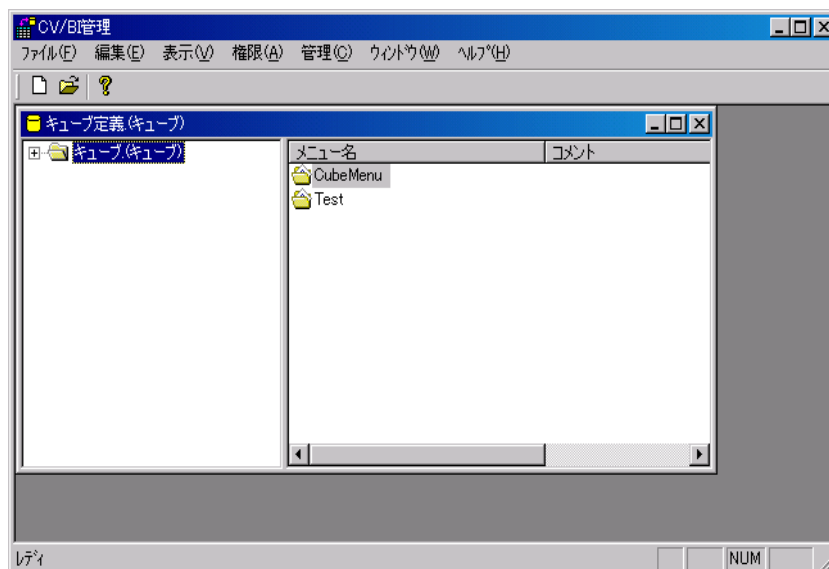 CV/BI管理
ファイル(F) 編集(E) 表示(V) 権限(A) 管理(C) ウィンドウ(W) ヘルプ(H)
キューブ定義.(キューブ)
キューブ.(キューブ)
メニュー名 コメント
CubeMenu
Test
レディ NUM